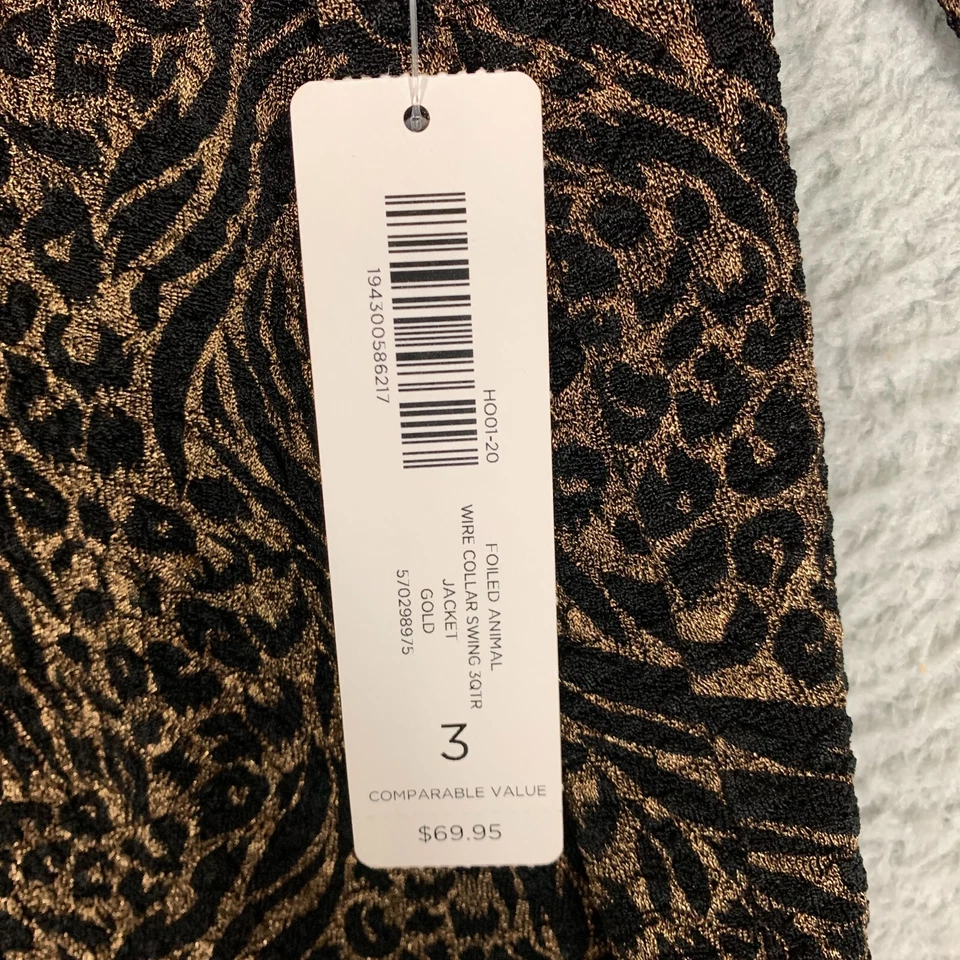 194300586217
HO01-20
FOILED ANIMAL
WIRE COLLAR SWING 3QTR
JACKET
GOLD
570298975
3
COMPARABLE VALUE
$69.95